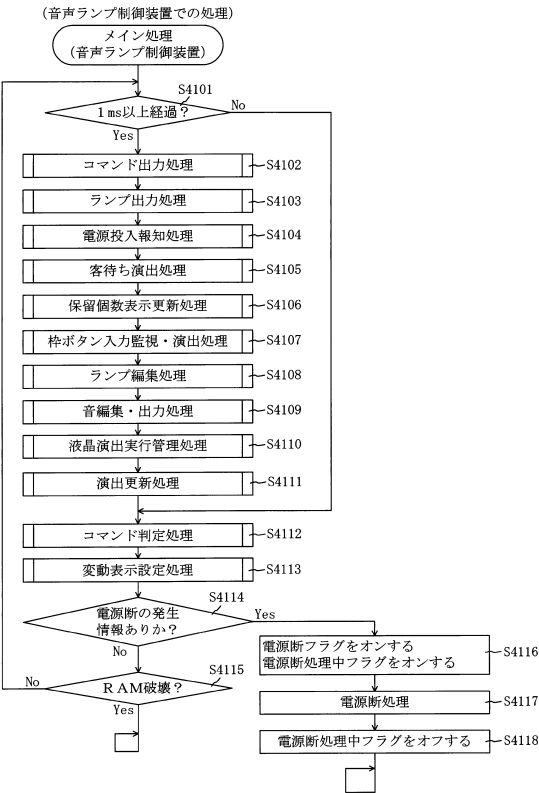 （音声ランプ制御装置での処理）
メイン処理
（音声ランプ制御装置）
S4101
１ms以上経過？
No
Yes
コマンド出力処理
S4102
ランプ出力処理
S4103
電源投入報知処理
S4104
客待ち演出処理
S4105
保留個数表示更新処理
S4106
枠ボタン入力監視・演出処理
S4107
ランプ編集処理
S4108
音編集・出力処理
S4109
液晶演出実行管理処理
S4110
演出更新処理
S4111
コマンド判定処理
S4112
変動表示設定処理
S4113
S4114
電源断の発生
情報ありか？
Yes
No
電源断フラグをオンする
電源断処理中フラグをオンする
S4116
S4115
ＲＡＭ破壊？
No
Yes
電源断処理
S4117
電源断処理中フラグをオフする
S4118